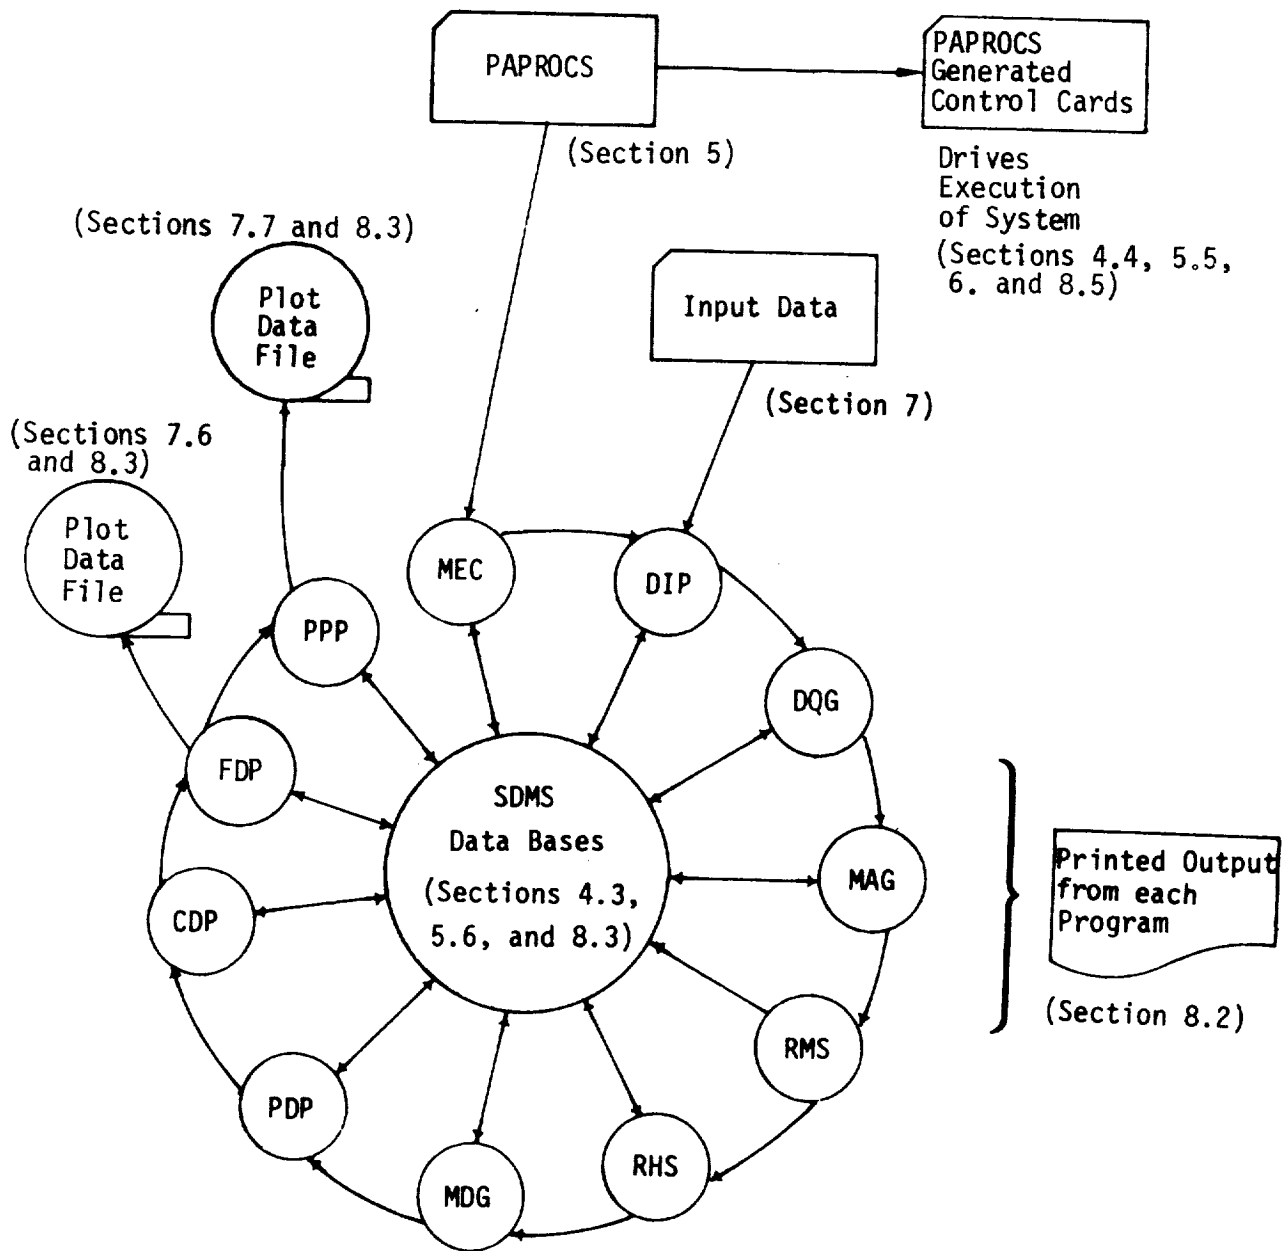 PAPROCS
PAPROCS
Generated
Control Cards
(Section 5)
Drives
Execution
of System
(Sections 4.4, 5.5,
6. and 8.5)
(Sections 7.7 and 8.3)
Plot
Data
File
Input Data
(Section 7)
(Sections 7.6
and 8.3)
Plot
Data
File
MEC
DIP
PPP
DQG
FDP
SDMS
Data Bases
(Sections 4.3,
5.6, and 8.3)
MAG
CDP
Printed Output
from each
Program
(Section 8.2)
RMS
PDP
RHS
MDG